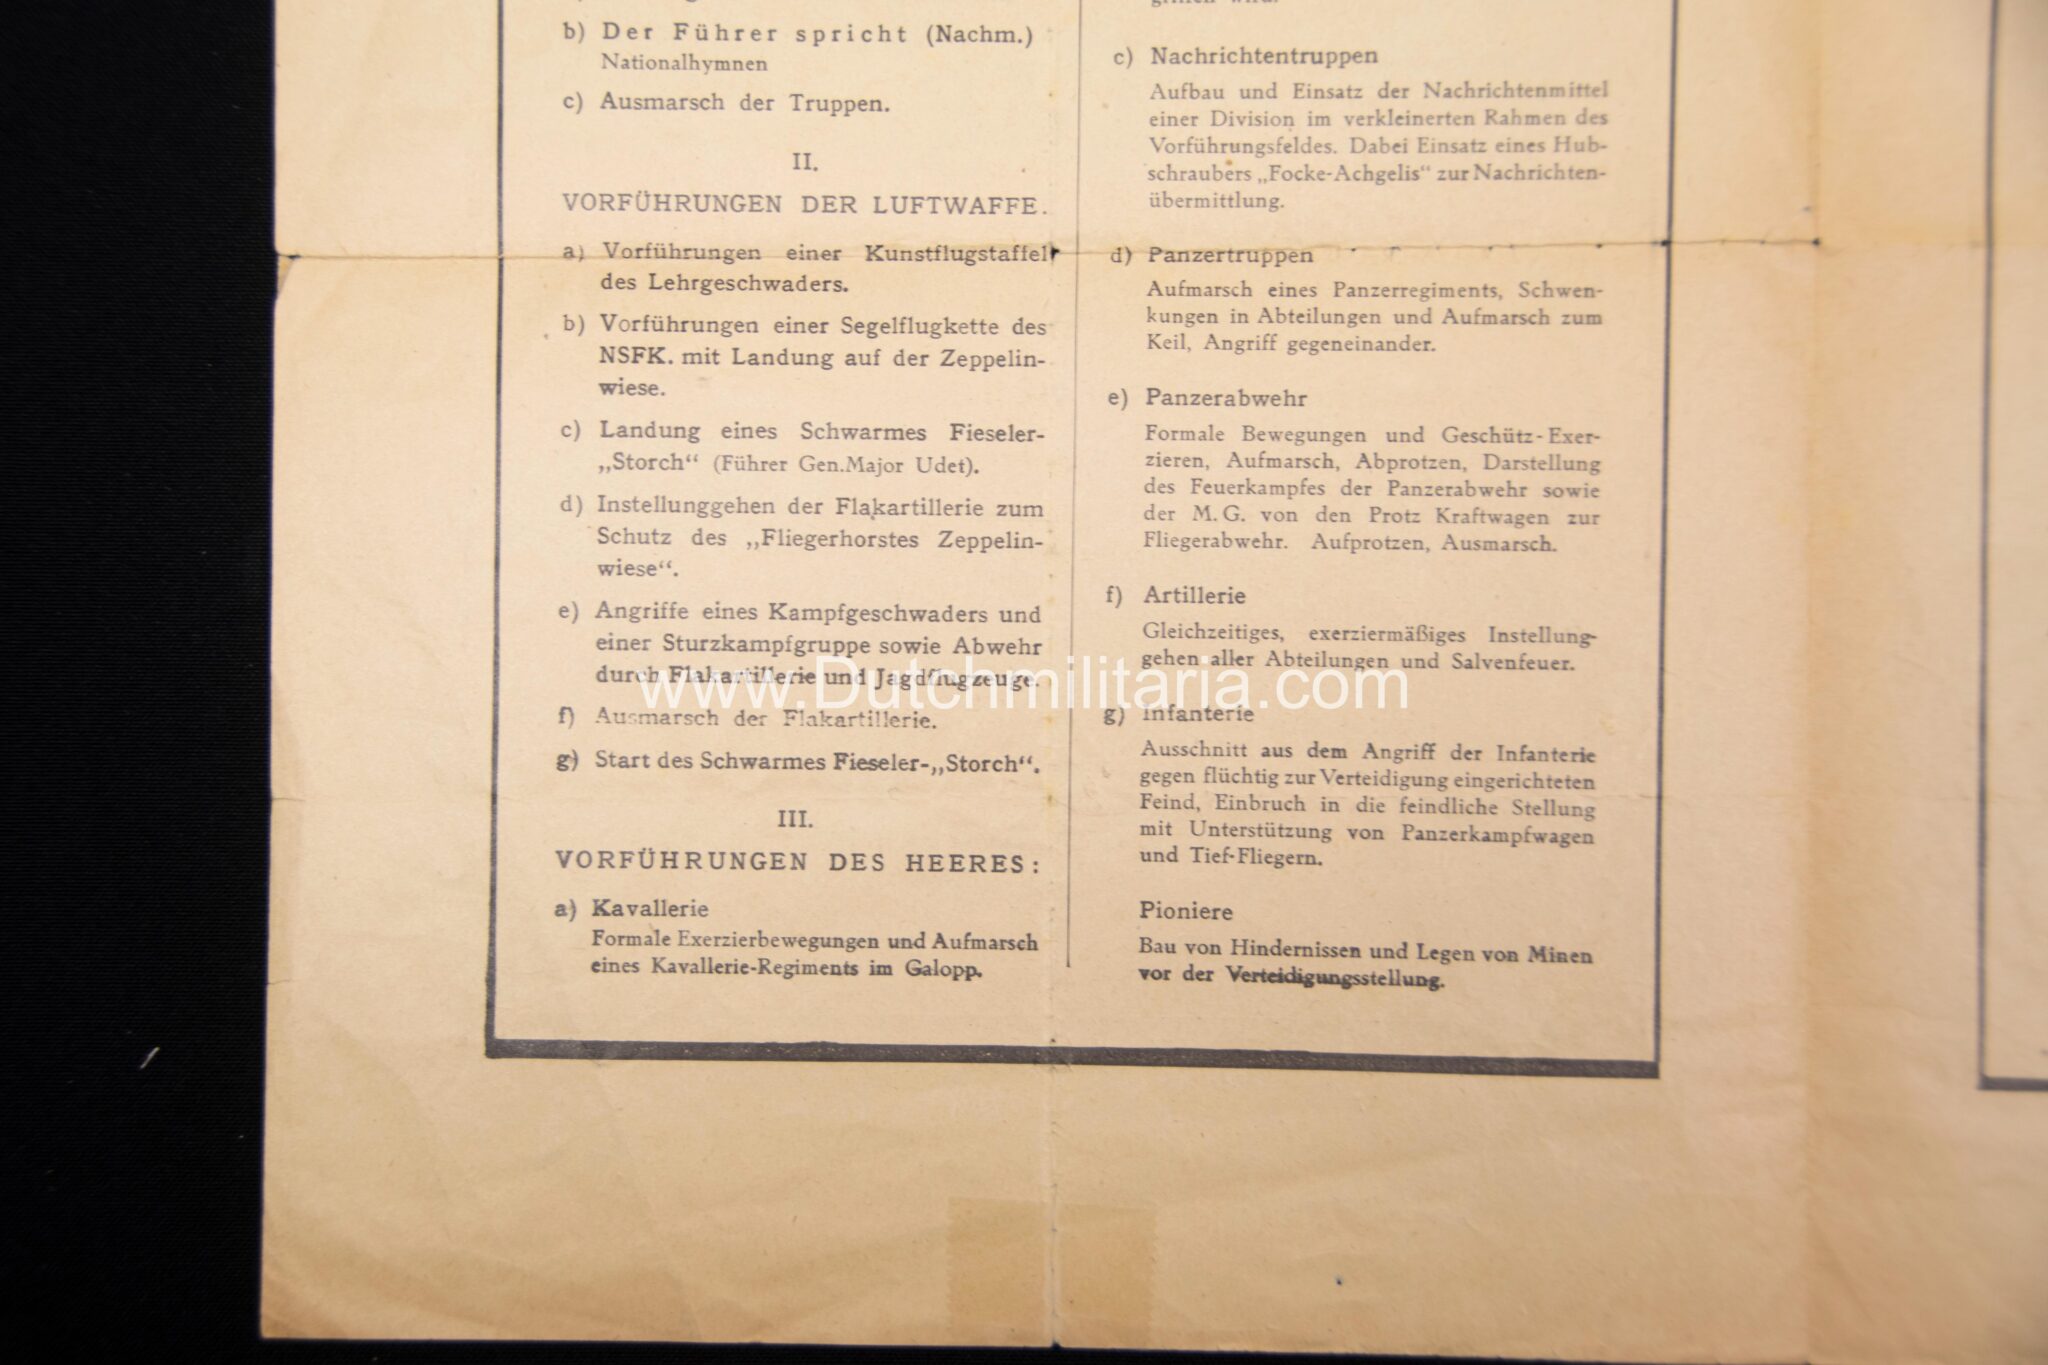 b) Der Führer spricht (Nachm.)
Nationalhymnen
c) Ausmarsch der Truppen.
II.
VORFÜHRUNGEN DER LUFTWAFFE.
a) Vorführungen einer Kunstflugstaffel
des Lehrgeschwaders.
b) Vorführungen einer Segelflugkette des
NSFK. mit Landung auf der Zeppelin-
wiese.
c) Landung eines Schwarmes Fieseler-
„Storch“ (Führer Gen.Major Udet).
d) Instellunggehen der Flakartillerie zum
Schutz des „Fliegerhorstes Zeppelin-
wiese“.
e) Angriffe eines Kampfgeschwaders und
einer Sturzkampfgruppe sowie Abwehr
durch Flakartillerie und Jagdflugzeuge.
f) Ausmarsch der Flakartillerie.
g) Start des Schwarmes Fieseler-„Storch“.
III.
VORFÜHRUNGEN DES HEERES:
a) Kavallerie
Formale Exerzierbewegungen und Aufmarsch
eines Kavallerie-Regiments im Galopp.
wird.
c) Nachrichtentruppen
Aufbau und Einsatz der Nachrichtenmittel
einer Division im verkleinerten Rahmen des
Vorführungsfeldes. Dabei Einsatz eines Hub-
schraubers „Focke-Achgelis“ zur Nachrichten-
übermittlung.
d) Panzertruppen
Aufmarsch eines Panzerregiments, Schwen-
kungen in Abteilungen und Aufmarsch zum
Keil, Angriff gegeneinander.
e) Panzerabwehr
Formale Bewegungen und Geschütz-Exer-
zieren, Aufmarsch, Abprotzen, Darstellung
des Feuerkampfes der Panzerabwehr sowie
der M.G. von den Protz Kraftwagen zur
Fliegerabwehr. Aufprotzen, Ausmarsch.
f) Artillerie
Gleichzeitiges, exerziermäßiges Instellung-
gehen aller Abteilungen und Salvenfeuer.
g) Infanterie
Ausschnitt aus dem Angriff der Infanterie
gegen flüchtig zur Verteidigung eingerichteten
Feind, Einbruch in die feindliche Stellung
mit Unterstützung von Panzerkampfwagen
und Tief-Fliegern.
Pioniere
Bau von Hindernissen und Legen von Minen
vor der Verteidigungsstellung.
www.Dutchmilitaria.com